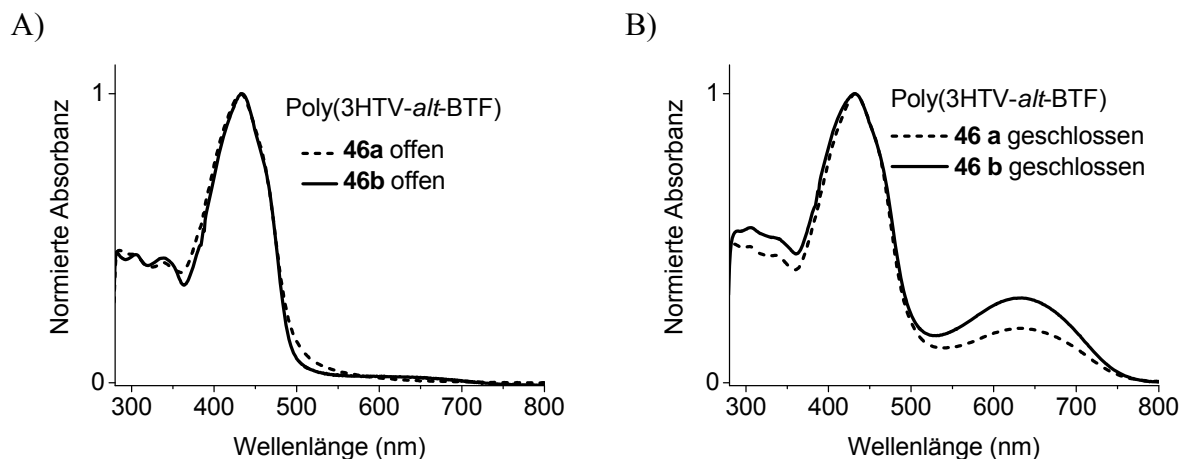 A)
Normierte Absorbanz
1
0
Poly(3HTV-alt-BTF)
46a offen
46b offen
300 400 500 600 700 800
Wellenlänge (nm)
B)
Normierte Absorbanz
1
0
Poly(3HTV-alt-BTF)
46 a geschlossen
46 b geschlossen
300 400 500 600 700 800
Wellenlänge (nm)